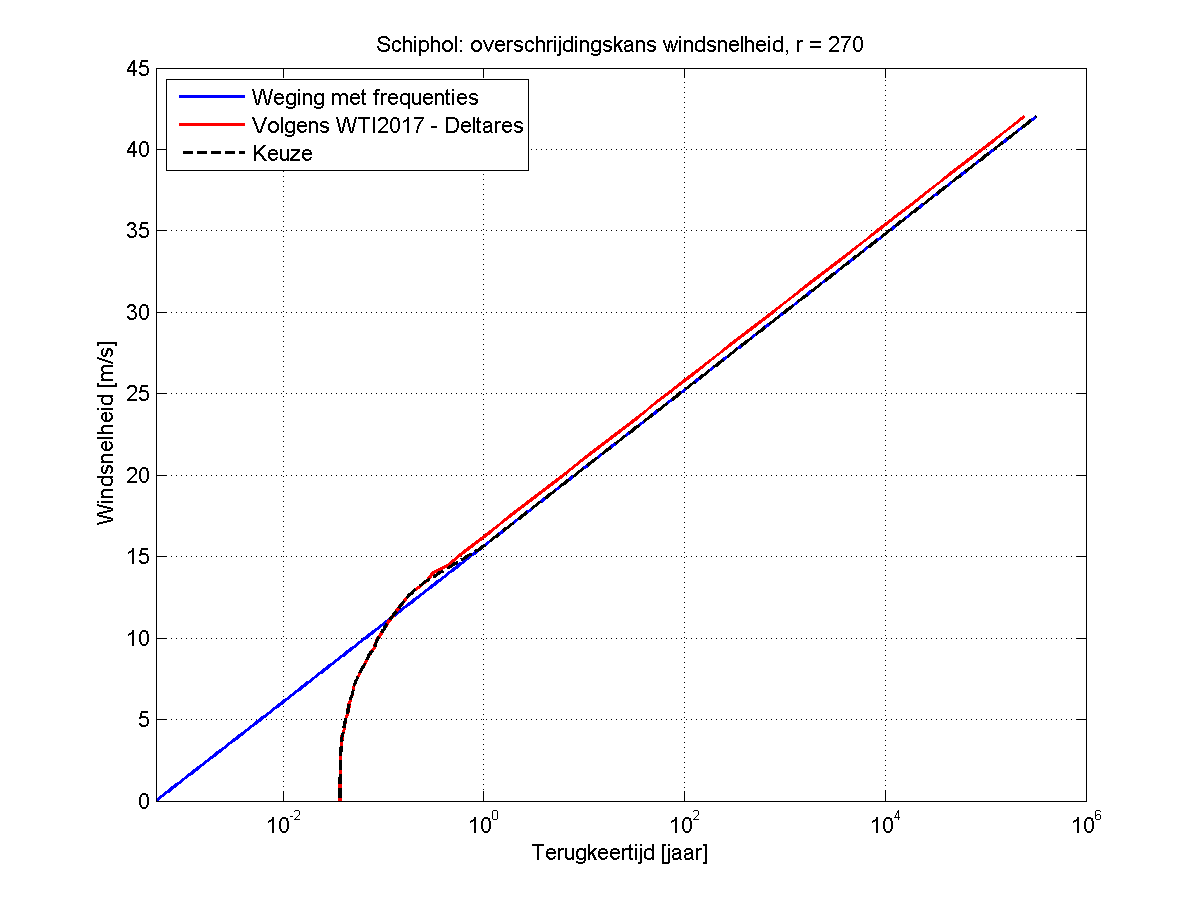 Schiphol: overschrijdingskans windsnelheid, r = 270
Weging met frequenties
Volgens WTI2017 - Deltares
Keuze
45
40
35
30
25
20
15
10
5
0
Windsnelheid [m/s]
10^-2
10^0
10^2
10^4
10^6
Terugkeertijd [jaar]